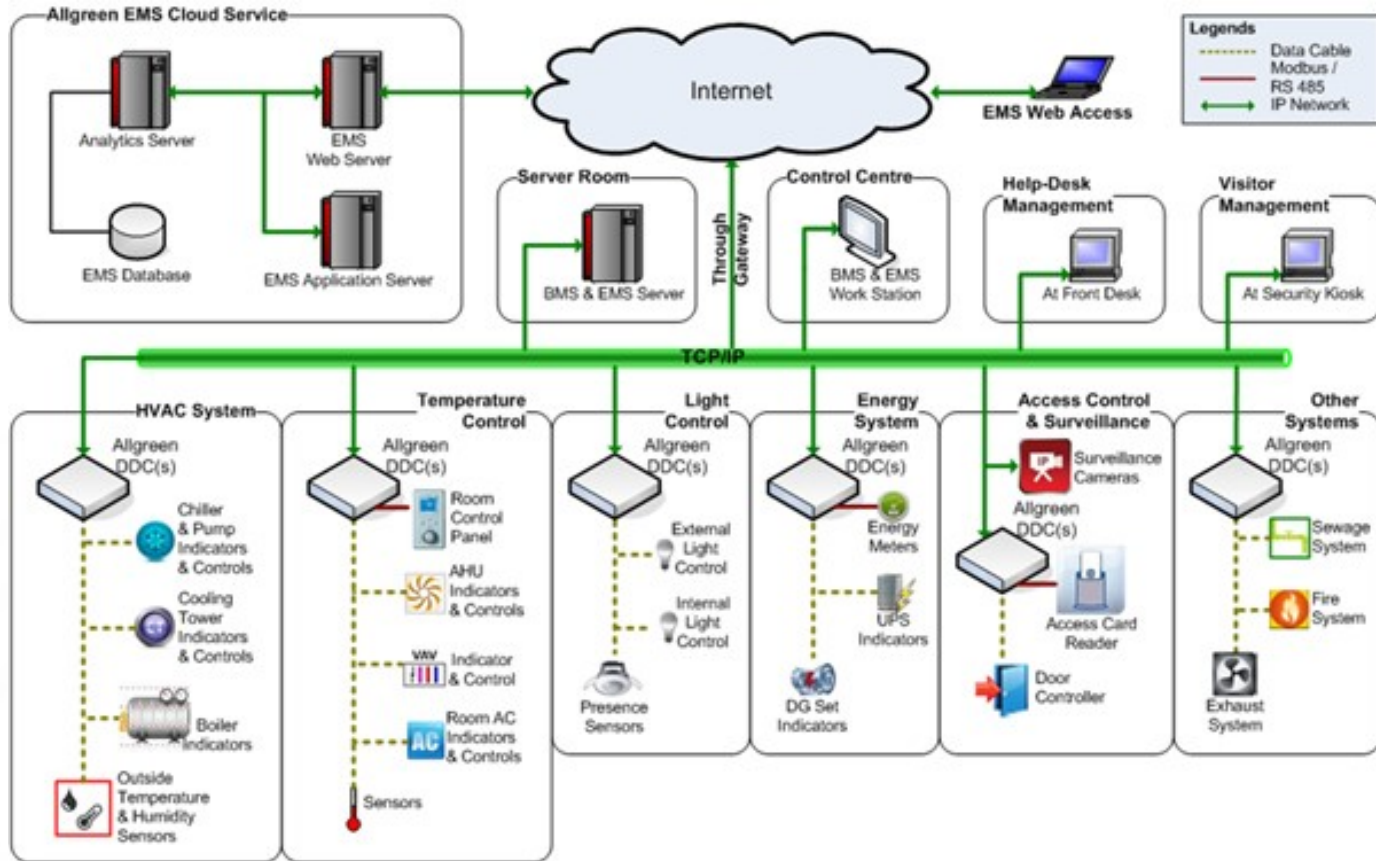 Allgreen EMS Cloud Service
Analytics Server
EMS
Web Server
EMS Database
EMS Application Server
Internet
EMS Web Access
Legends
Data Cable
Modbus /
RS 485
IP Network
Server Room
BMS & EMS Server
Through
Gateway
Control Centre
BMS & EMS
Work Station
Help-Desk
Management
At Front Desk
Visitor
Management
At Security Kiosk
TCP/IP
HVAC System
Allgreen
DDC(s)
Chiller
& Pump
Indicators
& Controls
Cooling
Tower
Indicators
& Controls
Boiler
Indicators
Outside
Temperature
& Humidity
Sensors
Temperature
Control
Allgreen
DDC(s)
Room
Control
Panel
AHU
Indicators
& Controls
VAV
Indicator
& Control
AC
Room AC
Indicators
& Controls
Sensors
Light
Control
Allgreen
DDC(s)
External
Light
Control
Internal
Light
Control
Presence
Sensors
Energy
System
Allgreen
DDC(s)
Energy
Meters
UPS
Indicators
DG Set
Indicators
Access Control
& Surveillance
IP
Surveillance
Cameras
Allgreen
DDC(s)
Access Card
Reader
Door
Controller
Other
Systems
Allgreen
DDC(s)
Sewage
System
Fire
System
Exhaust
System